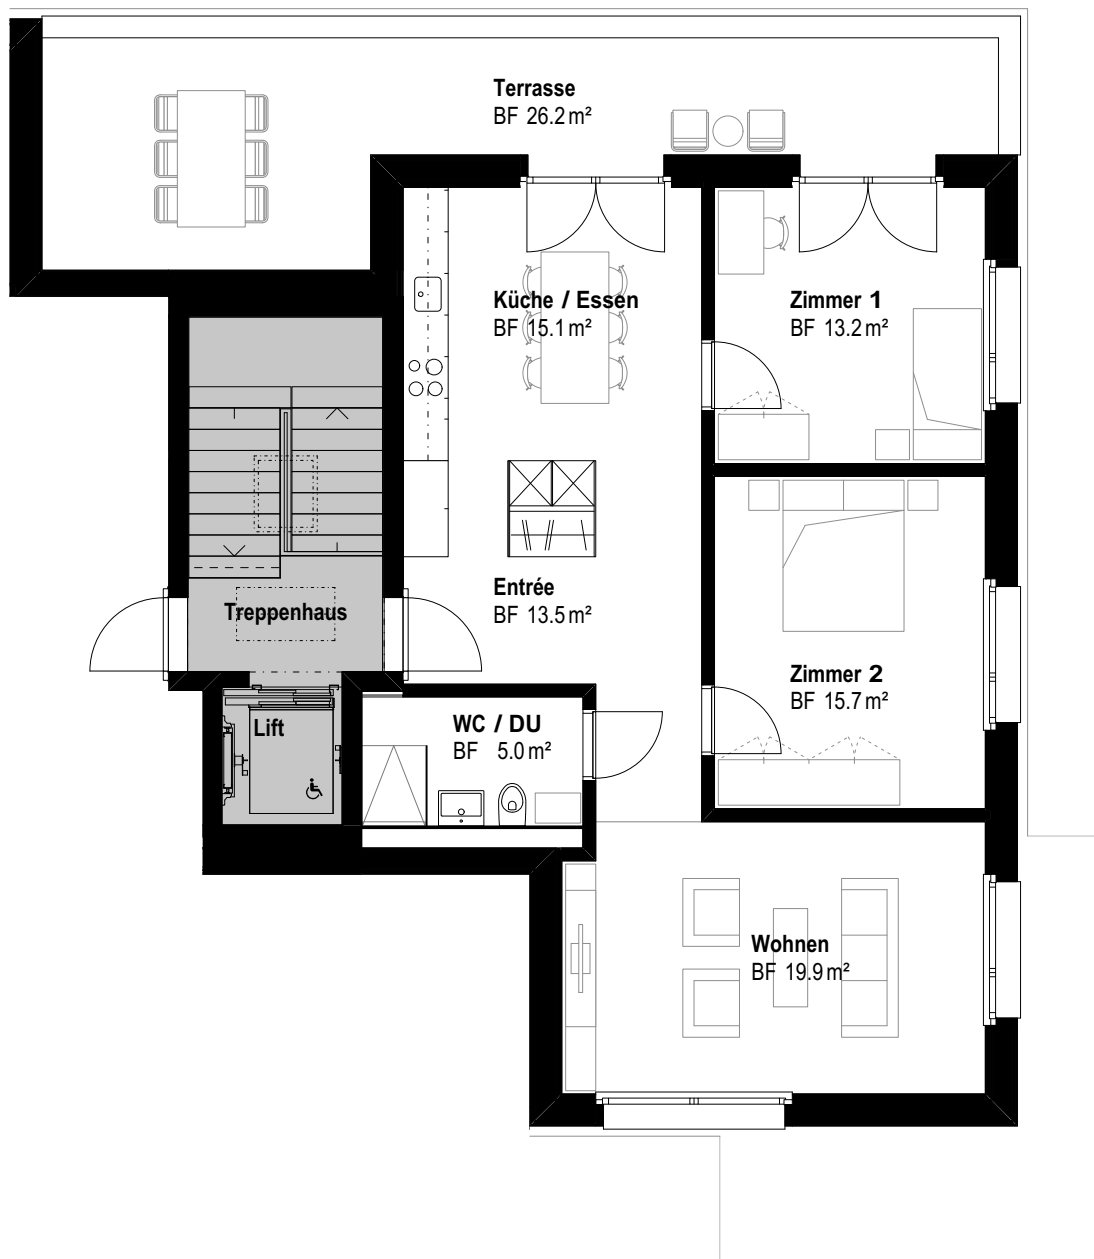 Terrasse
BF 26.2 m²
Küche / Essen
BF 15.1 m²
Zimmer 1
BF 13.2 m²
Entrée
BF 13.5 m²
Treppenhaus
Zimmer 2
BF 15.7 m²
Lift
WC / DU
BF 5.0 m²
Wohnen
BF 19.9 m²